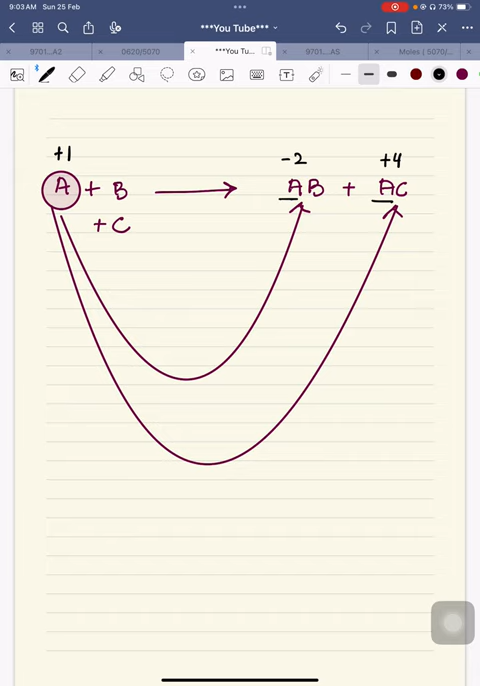 9:03 AM Sun 25 Feb ••• 73%
***You Tube***
9701...A2 0620/5070 ***You Tu... 9701....AS Moles ( 5070/...
+1 -2 +4
A + B → AB + AC
+ C